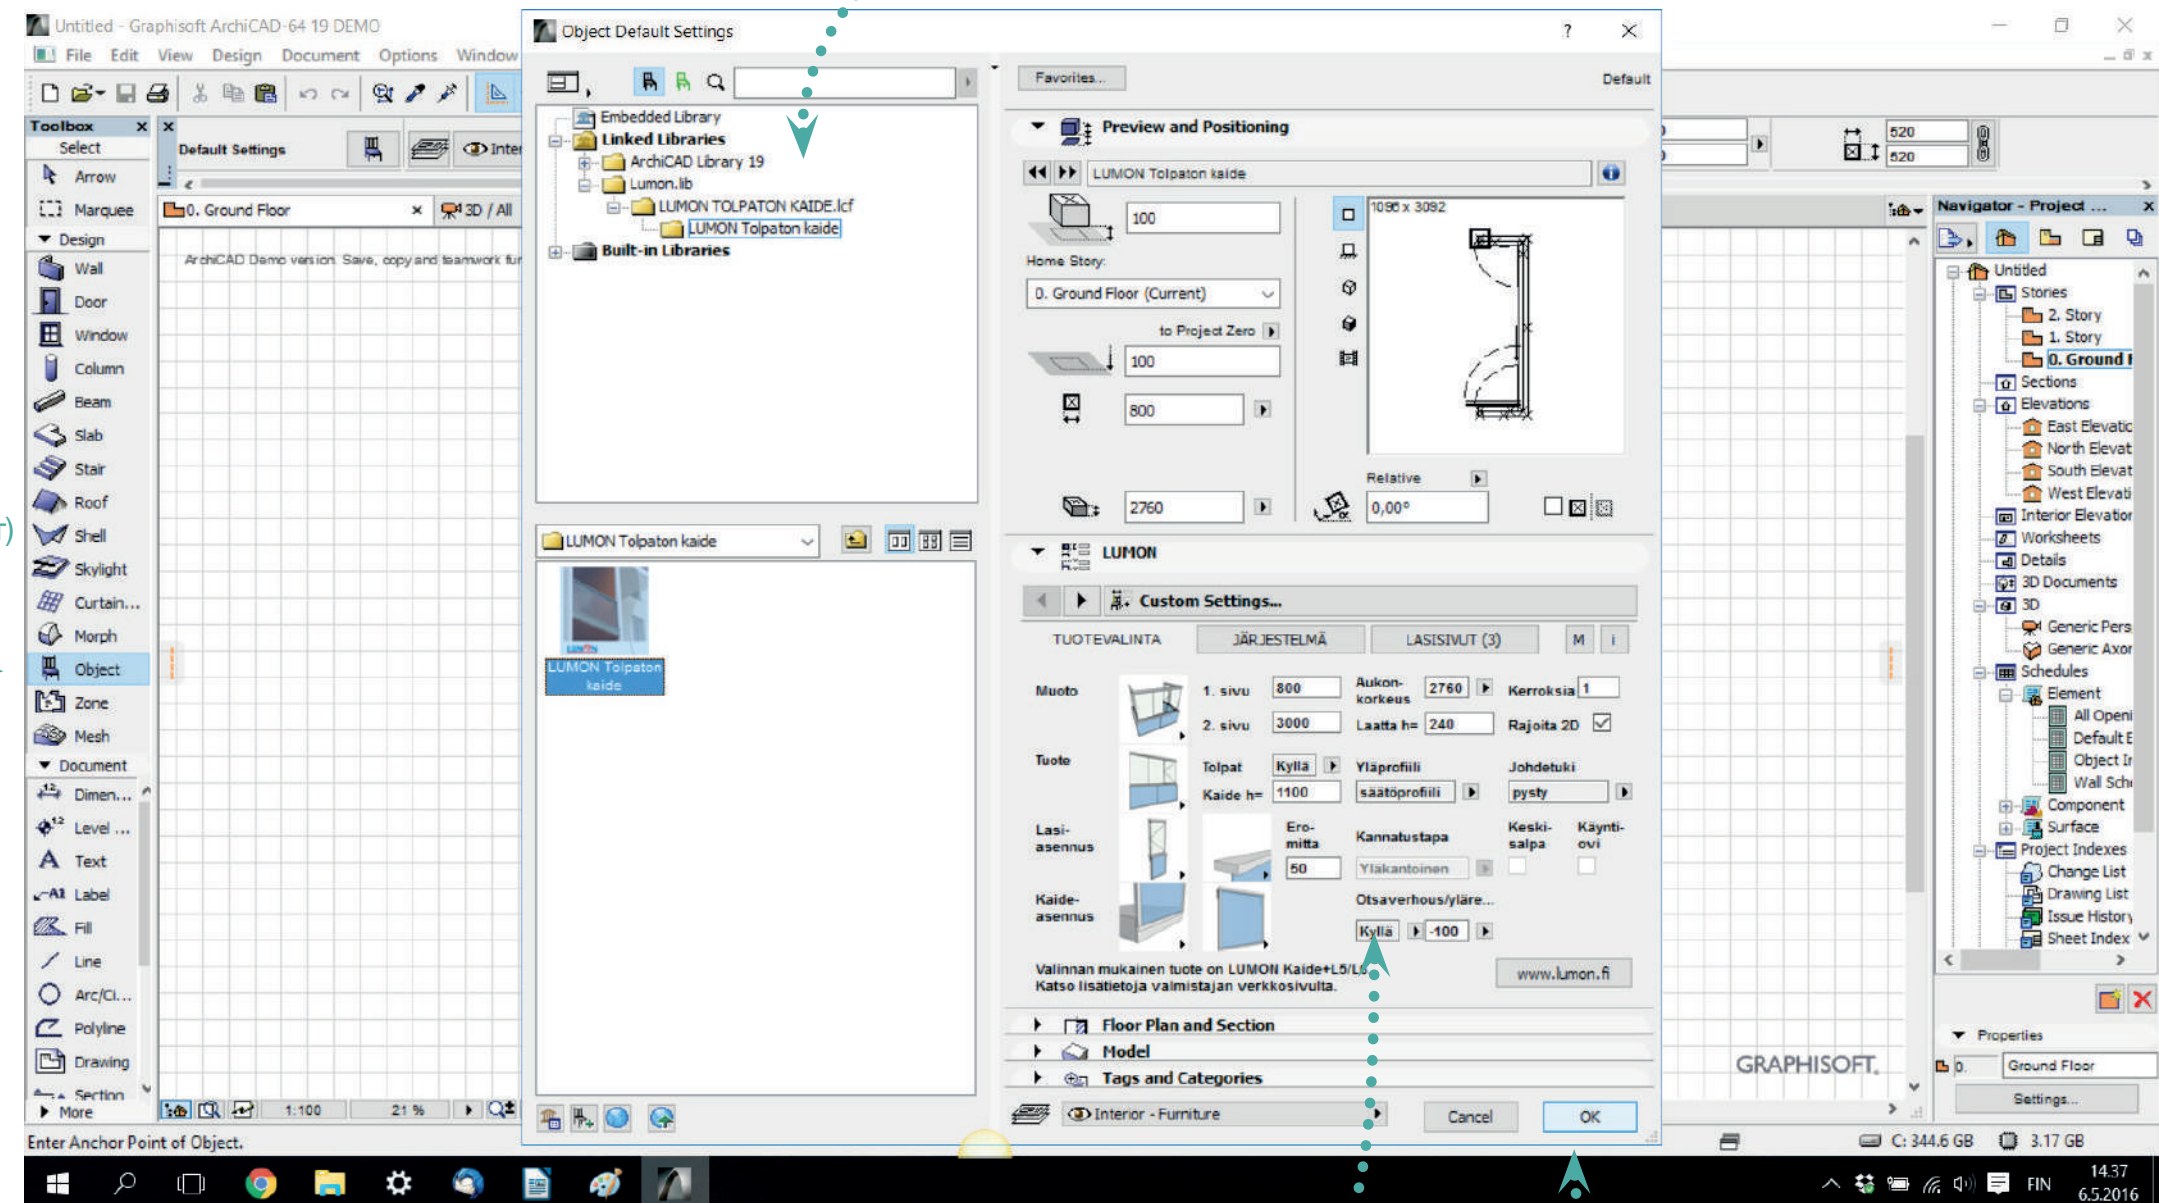 Untitled - Graphisoft ArchiCAD-64 19 DEMO
File Edit View Design Document Options Window
Toolbox
Select
Arrow
Marquee
Design
Wall
Door
Window
Column
Beam
Slab
Stair
Roof
Shell
Skylight
Curtain...
Morph
Object
Zone
Mesh
Document
Dimen...
Level ...
Text
Label
Fill
Line
Arc/Ci...
Polyline
Drawing
Section
More
Default Settings
Inte
0. Ground Floor
3D / All
ArchiCAD Demo version. Save, copy and teamwork fur
1:100
21 %
Enter Anchor Point of Object.
Object Default Settings
?
Embedded Library
Linked Libraries
ArchiCAD Library 19
Lumon.lib
LUMON TOLPATON KAIDE.lcf
LUMON Tolpaton kaide
Built-in Libraries
LUMON Tolpaton kaide
LUMON Tolpaton
kaide
Favorites...
Default
Preview and Positioning
LUMON Tolpaton kaide
100
Home Story:
0. Ground Floor (Current)
to Project Zero
100
800
2760
1096 x 3092
Relative
0,00°
LUMON
Custom Settings...
TUOTEVALINTA JÄRJESTELMÄ LASISIVUT (3) M i
Muoto
1. sivu 800
Aukon-
korkeus 2760
Kerroksia 1
2. sivu 3000
Laatta h= 240
Rajoita 2D
Tuote
Tolpat Kyllä
Yläprofiili
Johdetuki
Kaide h= 1100
säätöprofiili
pysty
Lasi-
asennus
Ero-
mitta
50
Kannatustapa
Yläkantoinen
Keski-
salpa
Käynti-
ovi
Kaide-
asennus
Otsaverhous/yläre...
Kyllä -100
Valinnan mukainen tuote on LUMON Kaide+L5/L6
Katso lisätietoja valmistajan verkkosivulta.
www.lumon.fi
Floor Plan and Section
Model
Tags and Categories
Interior - Furniture
Cancel
OK
520
520
Navigator - Project ...
Untitled
Stories
2. Story
1. Story
0. Ground F
Sections
Elevations
East Elevatic
North Elevat
South Elevat
West Elevati
Interior Elevation
Worksheets
Details
3D Documents
3D
Generic Pers
Generic Axor
Schedules
Element
All Openi
Default E
Object Ir
Wall Sche
Component
Surface
Project Indexes
Change List
Drawing List
Issue History
Sheet Index
Properties
0. Ground Floor
Settings...
GRAPHISOFT.
C: 344.6 GB 3.17 GB
FIN
14.37
6.5.2016